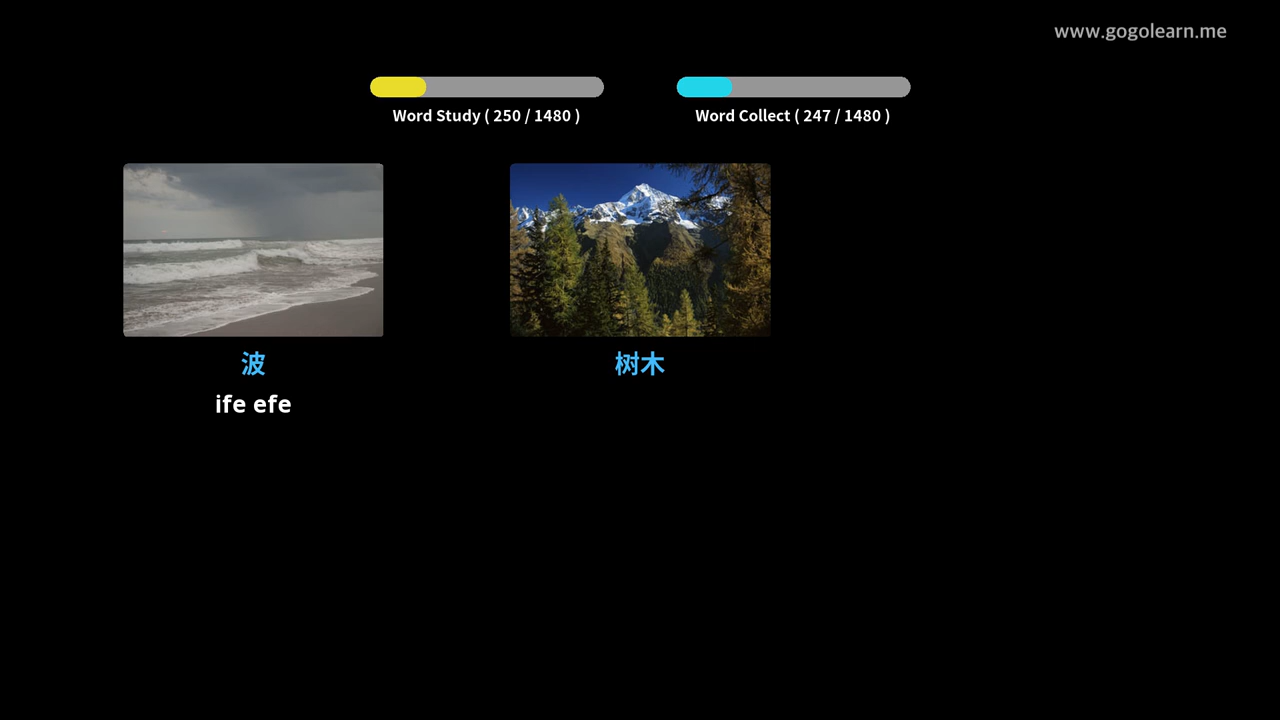 www.gogolearn.me
Word Study ( 250 / 1480 )
Word Collect ( 247 / 1480 )
波
树木
ife efe